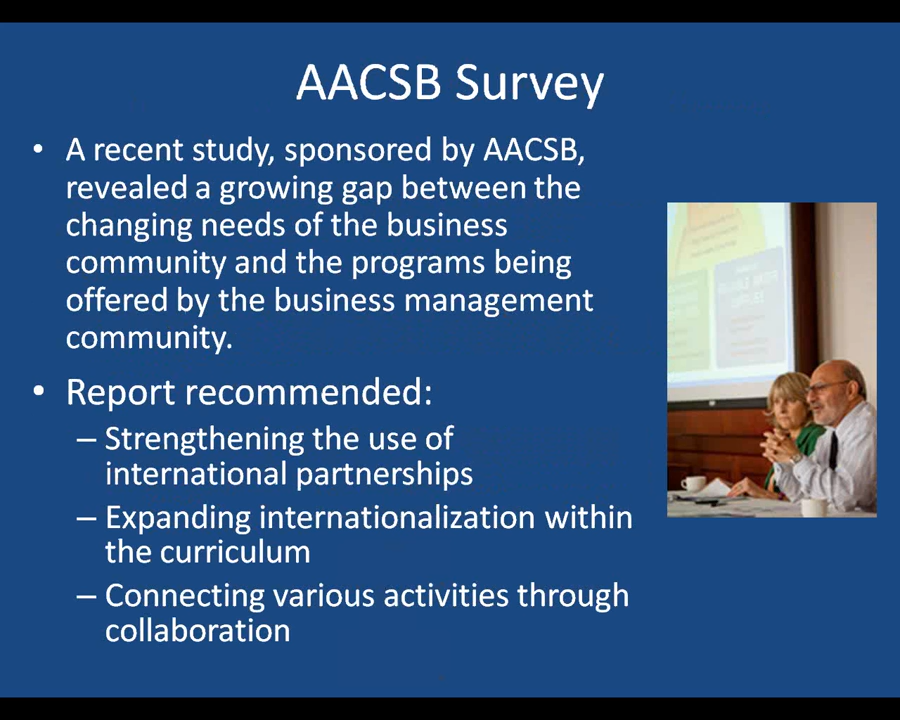 AACSB Survey
• A recent study, sponsored by AACSB,
revealed a growing gap between the
changing needs of the business
community and the programs being
offered by the business management
community.
• Report recommended:
– Strengthening the use of
international partnerships
– Expanding internationalization within
the curriculum
– Connecting various activities through
collaboration